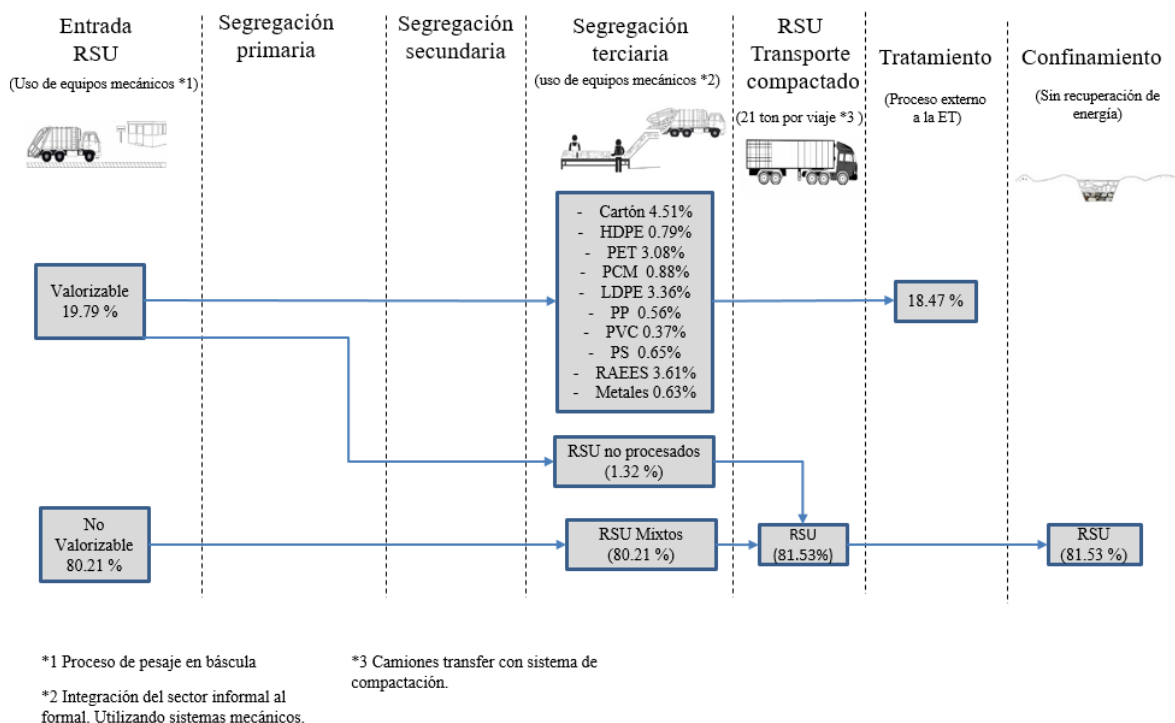 Entrada
RSU
(Uso de equipos mecánicos *1)
Segregación
primaria
Segregación
secundaria
Segregación
terciaria
(uso de equipos mecánicos *2)
RSU
Transporte
compactado
(21 ton por viaje *3 )
Tratamiento
(Proceso externo
a la ET)
Confinamiento
(Sin recuperación de
energía)
Valorizable
19.79 %
- Cartón 4.51%
- HDPE 0.79%
- PET 3.08%
- PCM 0.88%
- LDPE 3.36%
- PP 0.56%
- PVC 0.37%
- PS 0.65%
- RAEES 3.61%
- Metales 0.63%
18.47 %
RSU no procesados
(1.32 %)
No
Valorizable
80.21 %
RSU Mixtos
(80.21 %)
RSU
(81.53%)
RSU
(81.53 %)
*1 Proceso de pesaje en báscula
*2 Integración del sector informal al
formal. Utilizando sistemas mecánicos.
*3 Camiones transfer con sistema de
compactación.